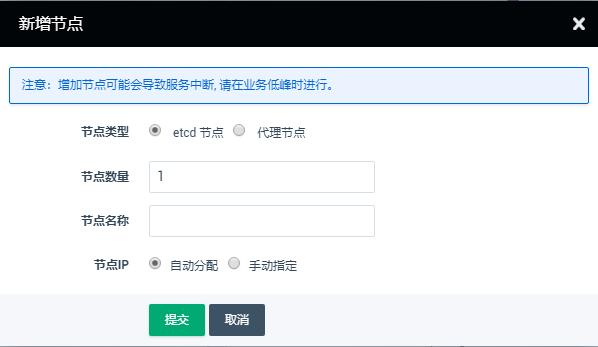 新增节点
注意：增加节点可能会导致服务中断, 请在业务低峰时进行。
节点类型 etcd 节点 代理节点
节点数量 1
节点名称
节点IP 自动分配 手动指定
提交 取消